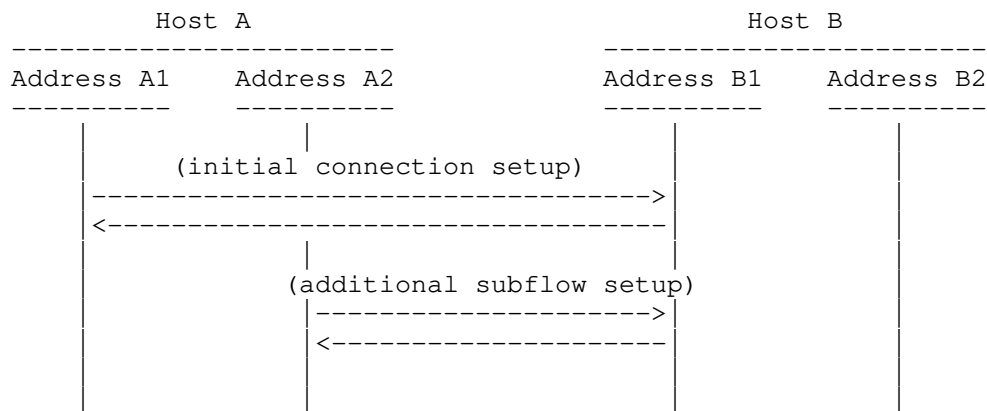 Host A Host B
------------------------ ------------------------
Address A1 Address A2 Address B1 Address B2
---------- ---------- ---------- ----------
(initial connection setup)
----------------------------------->
<-----------------------------------
(additional subflow setup)
--------------------->
<---------------------